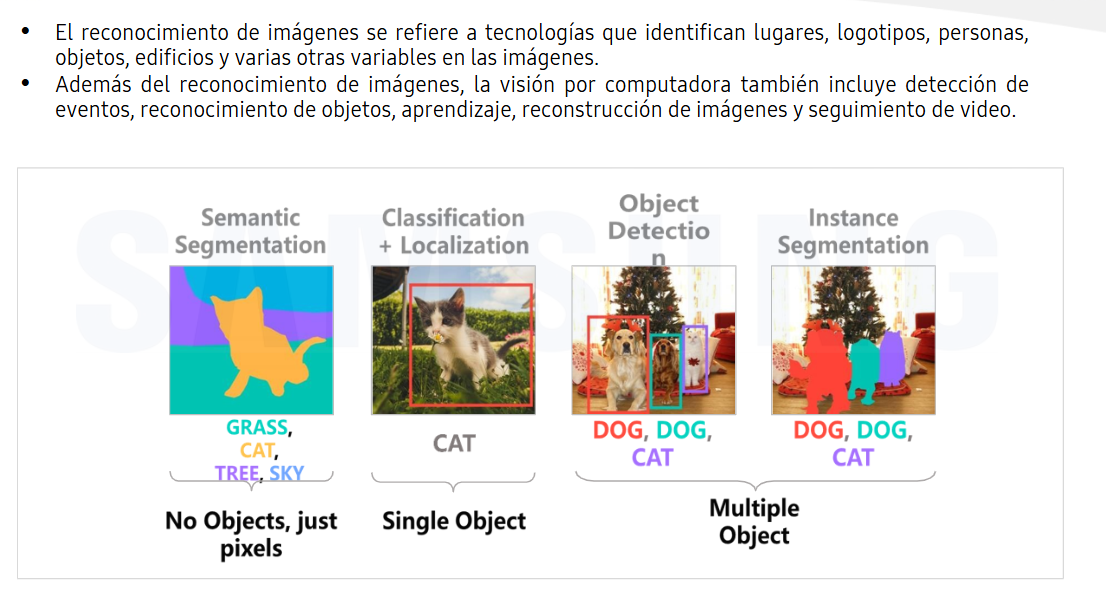 • El reconocimiento de imágenes se refiere a tecnologías que identifican lugares, logotipos, personas,
objetos, edificios y varias otras variables en las imágenes.
• Además del reconocimiento de imágenes, la visión por computadora también incluye detección de
eventos, reconocimiento de objetos, aprendizaje, reconstrucción de imágenes y seguimiento de video.
SAMSUNG
Semantic
Segmentation
GRASS,
CAT,
TREE, SKY
No Objects, just
pixels
Classification
+ Localization
CAT
Single Object
Object
Detectio
n
DOG, DOG,
CAT
Instance
Segmentation
DOG, DOG,
CAT
Multiple
Object